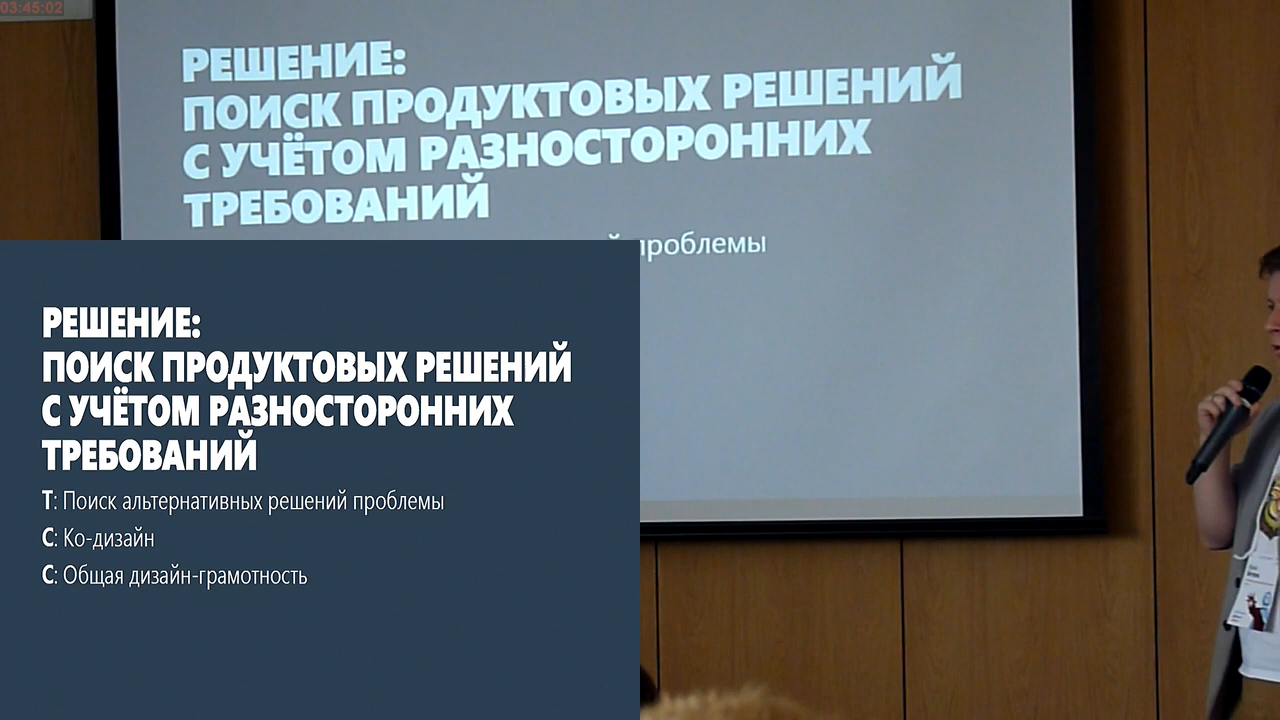 03:45:02
РЕШЕНИЕ:
ПОИСК ПРОДУКТОВЫХ РЕШЕНИЙ
С УЧЁТОМ РАЗНОСТОРОННИХ
ТРЕБОВАНИЙ
проблемы
РЕШЕНИЕ:
ПОИСК ПРОДУКТОВЫХ РЕШЕНИЙ
С УЧЁТОМ РАЗНОСТОРОННИХ
ТРЕБОВАНИЙ
Т: Поиск альтернативных решений проблемы
С: Ко-дизайн
С: Общая дизайн-грамотность